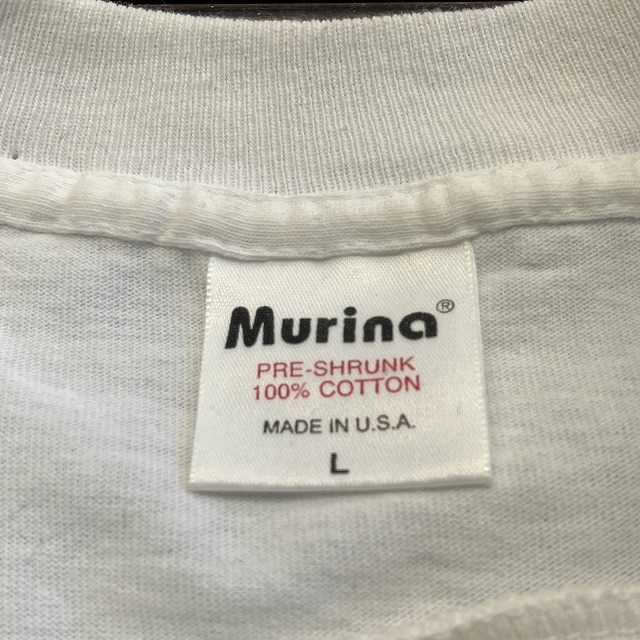 Murina®
PRE-SHRUNK
100% COTTON
MADE IN U.S.A.
L